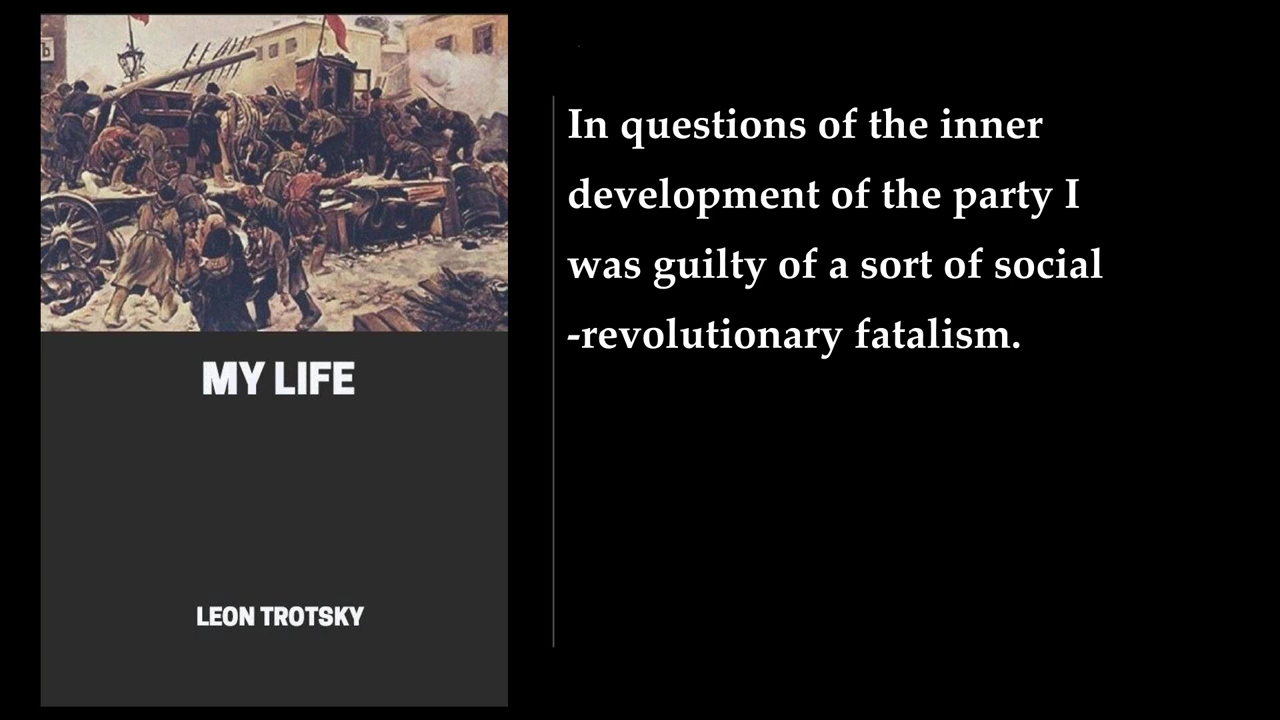 MY LIFE
LEON TROTSKY
In questions of the inner
development of the party I
was guilty of a sort of social
-revolutionary fatalism.